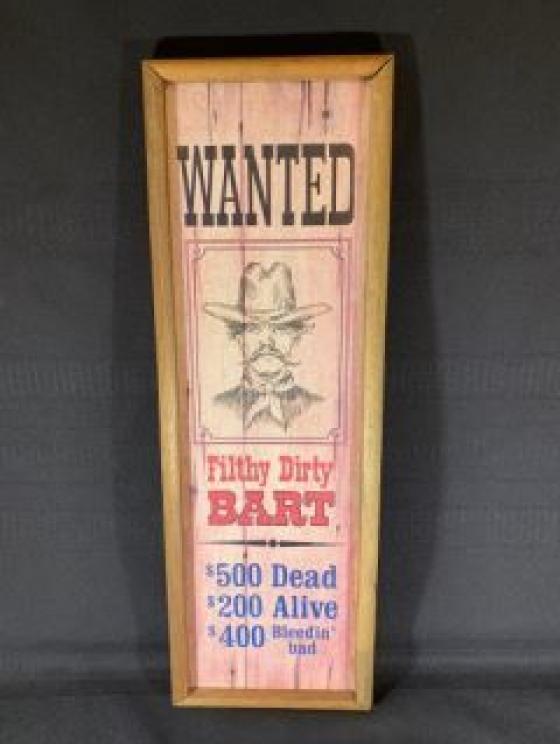 WANTED
Filthy Dirty
BART
$500 Dead
$200 Alive
$400 Bleedin'
bad